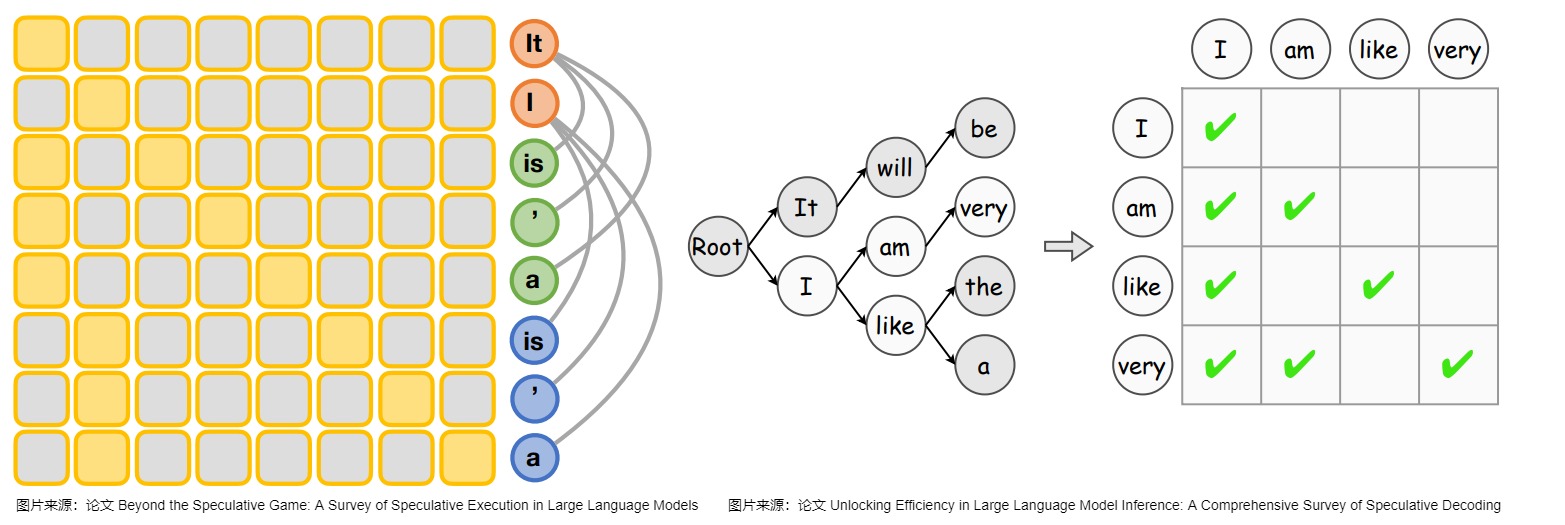 It
I
is
’
a
is
’
a
Root
It
I
will
am
like
be
very
the
a
I am like very
I
am
like
very
图片来源：论文 Beyond the Speculative Game: A Survey of Speculative Execution in Large Language Models
图片来源：论文 Unlocking Efficiency in Large Language Model Inference: A Comprehensive Survey of Speculative Decoding